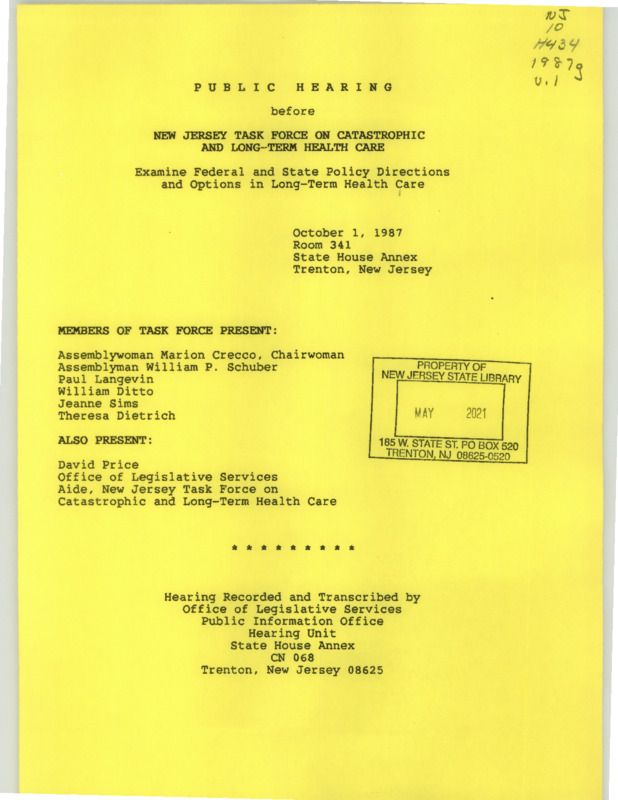 NJ
10
H434
1987g
v.1
PUBLIC HEARING
before
NEW JERSEY TASK FORCE ON CATASTROPHIC
AND LONG-TERM HEALTH CARE
Examine Federal and State Policy Directions
and Options in Long-Term Health Care
October 1, 1987
Room 341
State House Annex
Trenton, New Jersey
MEMBERS OF TASK FORCE PRESENT:
Assemblywoman Marion Crecco, Chairwoman
Assemblyman William P. Schuber
Paul Langevin
William Ditto
Jeanne Sims
Theresa Dietrich
PROPERTY OF
NEW JERSEY STATE LIBRARY
MAY 2021
185 W. STATE ST. PO BOX 520
TRENTON, NJ 08625-0520
ALSO PRESENT:
David Price
Office of Legislative Services
Aide, New Jersey Task Force on
Catastrophic and Long-Term Health Care
* * * * * * * * *
Hearing Recorded and Transcribed by
Office of Legislative Services
Public Information Office
Hearing Unit
State House Annex
CN 068
Trenton, New Jersey 08625